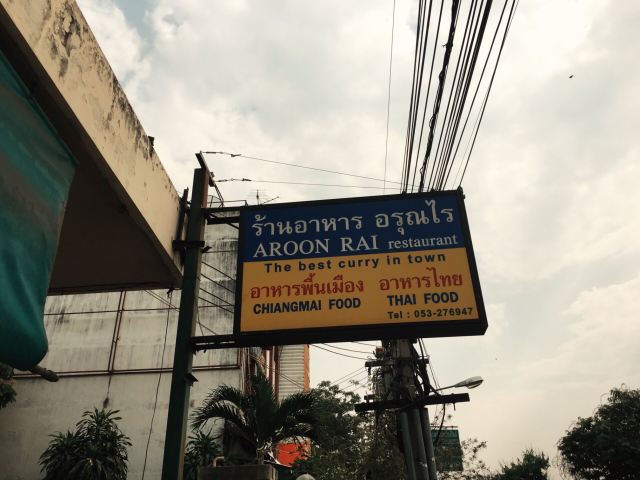 ร้านอาหาร อรุณไร
AROON RAI restaurant
The best curry in town
อาหารพื้นเมือง อาหารไทย
CHIANGMAI FOOD THAI FOOD
Tel : 053-276947